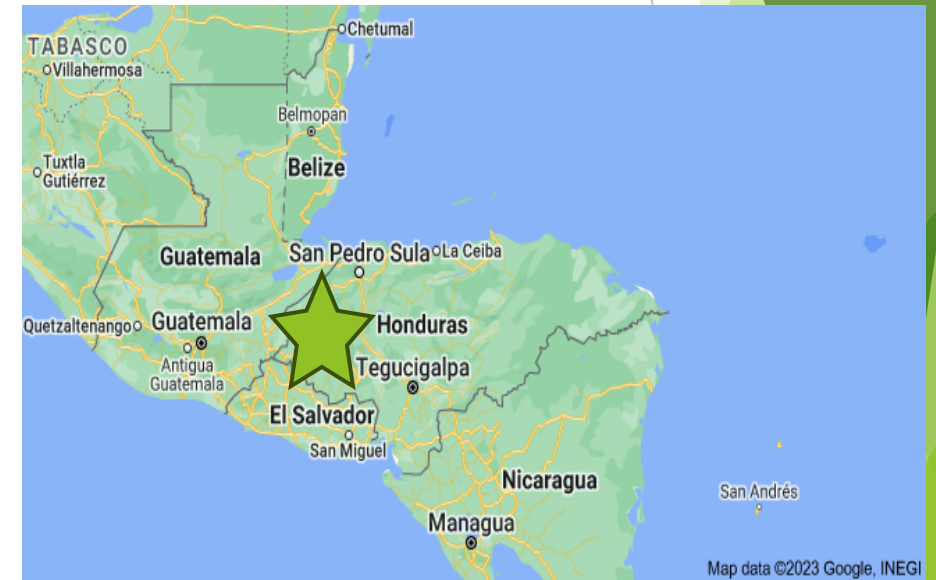 Chetumal
TABASCO
Villahermosa
Belmopan
Tuxtla
Gutiérrez
Belize
Guatemala
San Pedro Sula
La Ceiba
Quetzaltenango
Guatemala
Honduras
Antigua
Guatemala
Tegucigalpa
El Salvador
San Miguel
Nicaragua
San Andrés
Managua
Map data ©2023 Google, INEGI